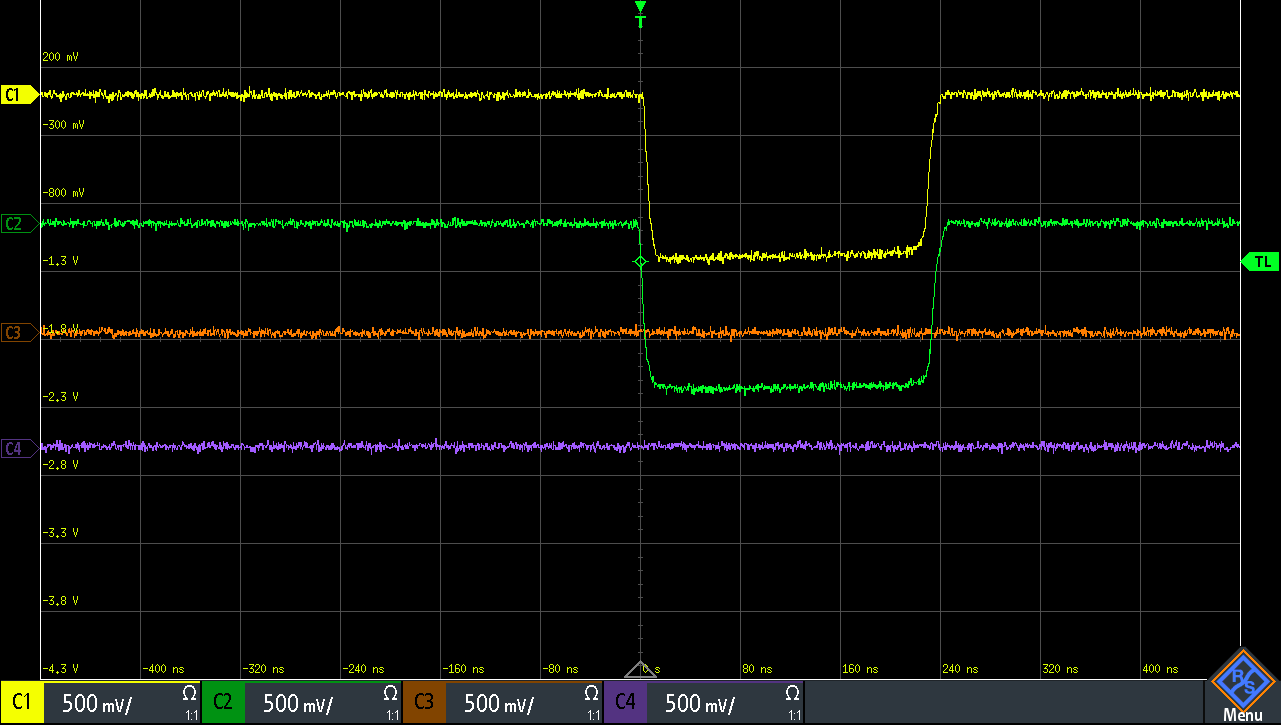 T
200 mV
C1
-300 mV
-800 mV
C2
-1.3 V
TL
-1.8 V
C3
-2.3 V
C4
-2.8 V
-3.3 V
-3.8 V
-4.3 V -400 ns -320 ns -240 ns -160 ns -80 ns 0 s 80 ns 160 ns 240 ns 320 ns 400 ns
C1 500 mV/ Ω 1:1 C2 500 mV/ Ω 1:1 C3 500 mV/ Ω 1:1 C4 500 mV/ Ω 1:1
R S
Menu